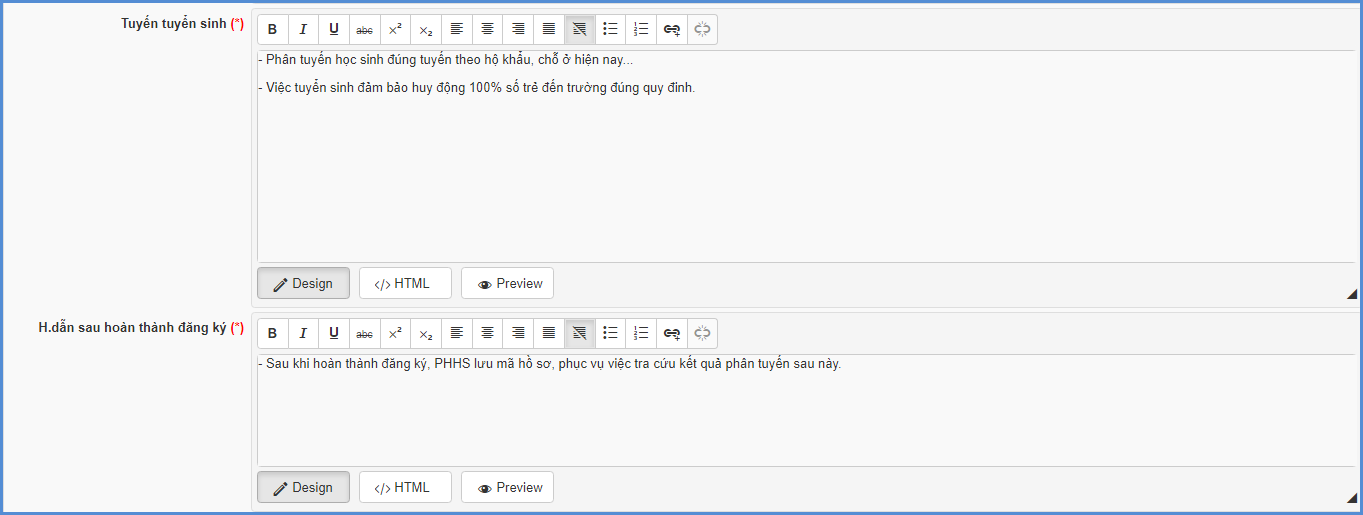 Tuyến tuyển sinh (*)
B I U abc x² x₂
- Phân tuyến học sinh đúng tuyến theo hộ khẩu, chỗ ở hiện nay...
- Việc tuyển sinh đảm bảo huy động 100% số trẻ đến trường đúng quy đinh.
Design </> HTML Preview
H.dẫn sau hoàn thành đăng ký (*)
B I U abc x² x₂
- Sau khi hoàn thành đăng ký, PHHS lưu mã hồ sơ, phục vụ việc tra cứu kết quả phân tuyến sau này.
Design </> HTML Preview